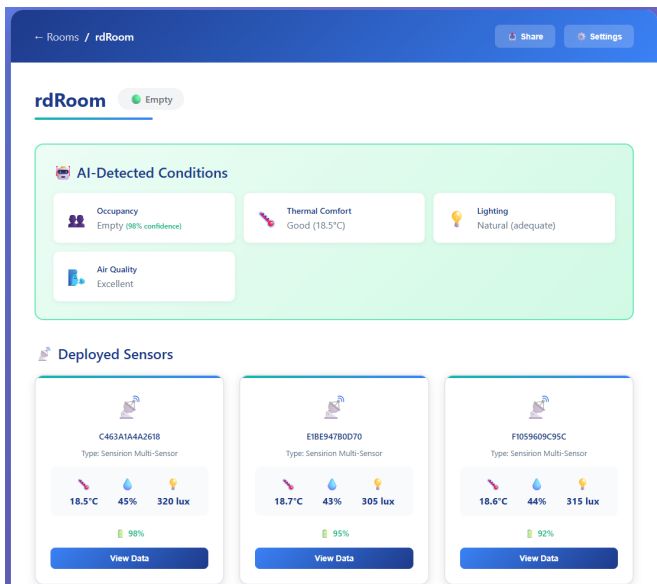 ← Rooms / rdRoom
Share
Settings
rdRoom
Empty
AI-Detected Conditions
Occupancy
Empty (98% confidence)
Thermal Comfort
Good (18.5°C)
Lighting
Natural (adequate)
Air Quality
Excellent
Deployed Sensors
C463A1A4A2618
Type: Sensirion Multi-Sensor
18.5°C 45% 320 lux
98%
View Data
E1BE947B0D70
Type: Sensirion Multi-Sensor
18.7°C 43% 305 lux
95%
View Data
F1059609C95C
Type: Sensirion Multi-Sensor
18.6°C 44% 315 lux
92%
View Data